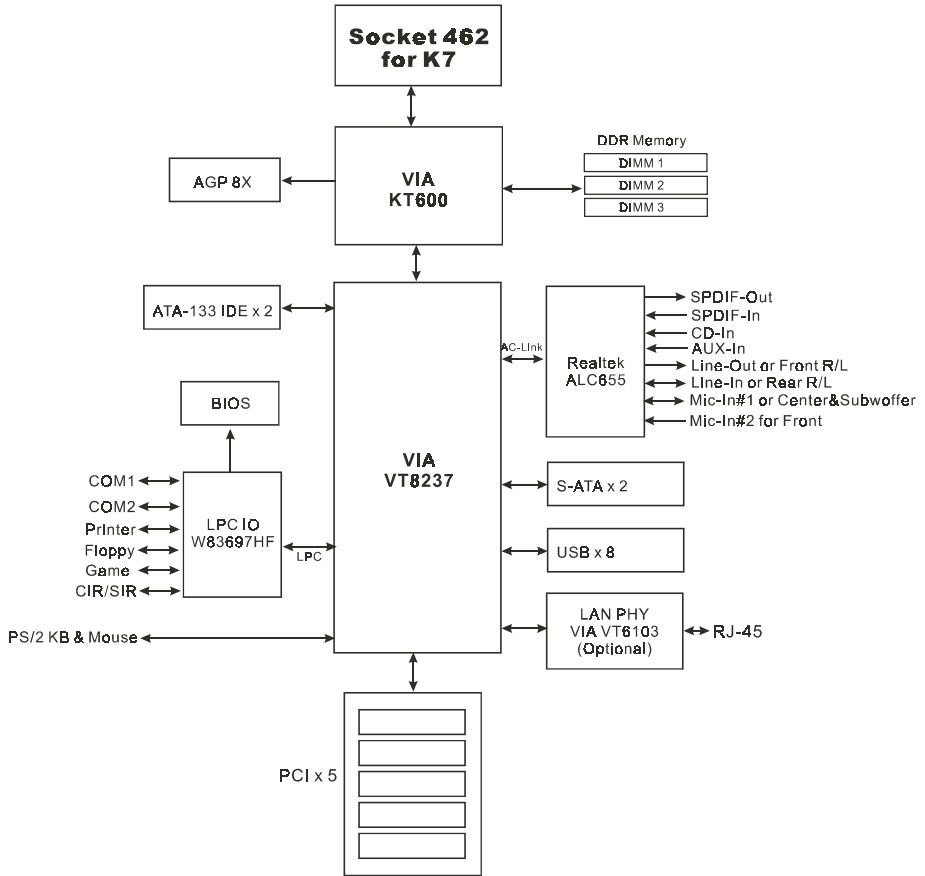 Socket 462
for K7
DDR Memory
DIMM 1
DIMM 2
DIMM 3
AGP 8X
VIA
KT600
ATA-133 IDE x 2
AC-Link
Realtek
ALC655
SPDIF-Out
SPDIF-In
CD-In
AUX-In
Line-Out or Front R/L
Line-In or Rear R/L
Mic-In#1 or Center&Subwoffer
Mic-In#2 for Front
BIOS
VIA
VT8237
COM1
COM2
Printer
Floppy
Game
CIR/SIR
LPC IO
W83697HF
LPC
S-ATA x 2
USB x 8
LAN PHY
VIA VT6103
(Optional)
RJ-45
PS/2 KB & Mouse
PCI x 5